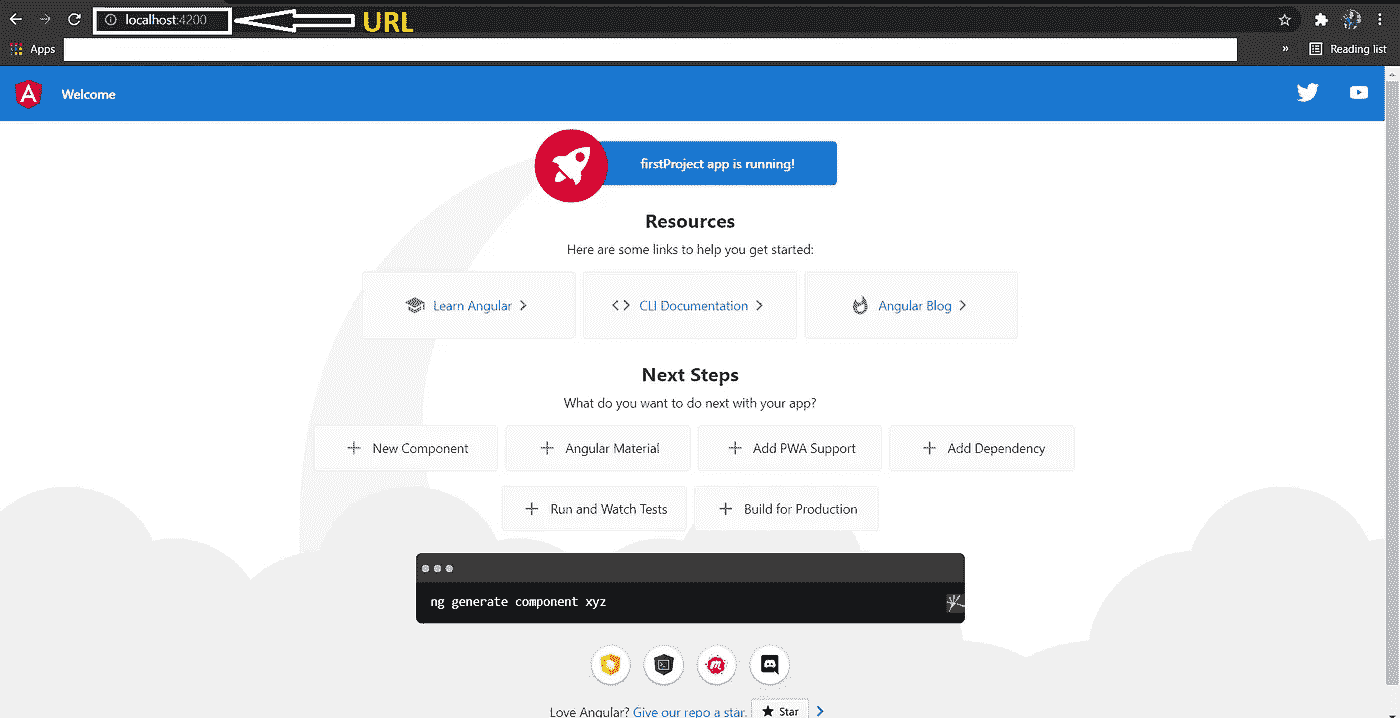 localhost:4200 URL
Apps » Reading list
A Welcome
firstProject app is running!
Resources
Here are some links to help you get started:
Learn Angular CLI Documentation Angular Blog
Next Steps
What do you want to do next with your app?
New Component Angular Material Add PWA Support Add Dependency
Run and Watch Tests Build for Production
ng generate component xyz
Love Angular? Give our repo a star. Star